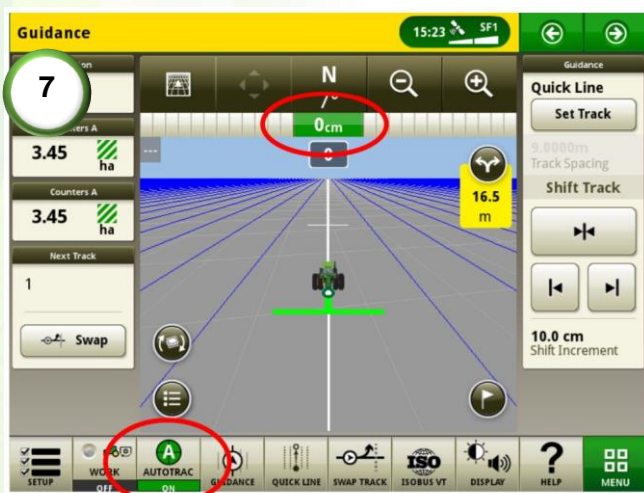 Guidance
15:23
SF1
Guidance
7
Quick Line
Set Track
9.0000m
Track Spacing
Shift Track
10.0 cm
Shift Increment
N
7°
0cm
0
---
16.5
m
3.45
ha
Counters A
3.45
ha
Next Track
1
Swap
SETUP
WORK
OFF
A
AUTOTRAC
ON
GUIDANCE
QUICK LINE
SWAP TRACK
ISO
ISOBUS VT
DISPLAY
?
HELP
MENU